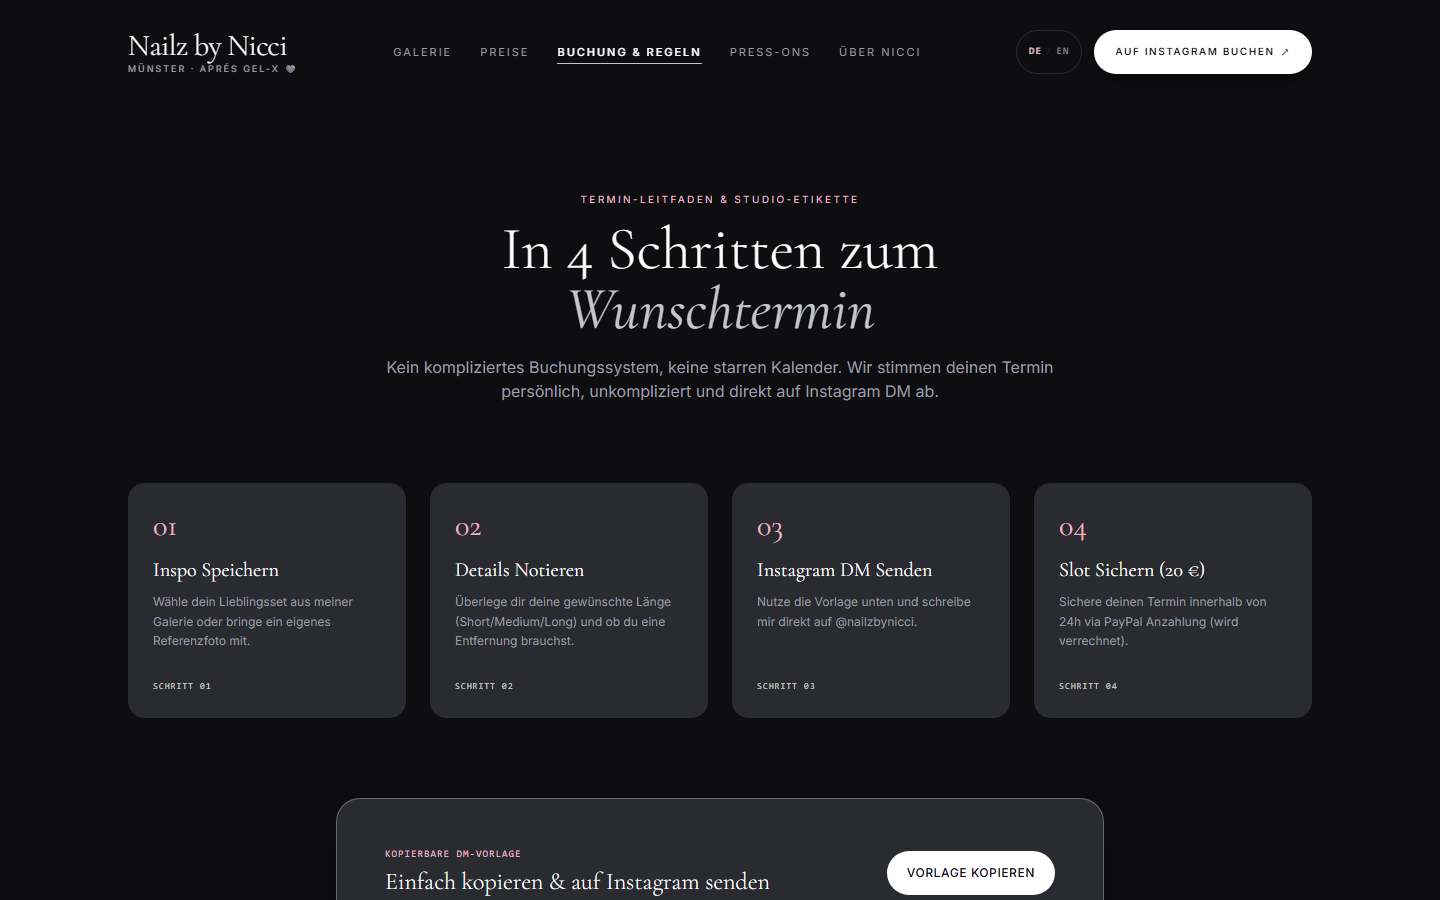 Nailz by Nicci
MÜNSTER · APRÉS GEL-X 🩶
GALERIE
PREISE
BUCHUNG & REGELN
PRESS-ONS
ÜBER NICCI
DE / EN
AUF INSTAGRAM BUCHEN ↗
TERMIN-LEITFADEN & STUDIO-ETIKETTE
In 4 Schritten zum
Wunschtermin
Kein kompliziertes Buchungssystem, keine starren Kalender. Wir stimmen deinen Termin
persönlich, unkompliziert und direkt auf Instagram DM ab.
01
Inspo Speichern
Wähle dein Lieblingsset aus meiner
Galerie oder bringe ein eigenes
Referenzfoto mit.
SCHRITT 01
02
Details Notieren
Überlege dir deine gewünschte Länge
(Short/Medium/Long) und ob du eine
Entfernung brauchst.
SCHRITT 02
03
Instagram DM Senden
Nutze die Vorlage unten und schreibe
mir direkt auf @nailzbynicci.
SCHRITT 03
04
Slot Sichern (20 €)
Sichere deinen Termin innerhalb von
24h via PayPal Anzahlung (wird
verrechnet).
SCHRITT 04
KOPIERBARE DM-VORLAGE
Einfach kopieren & auf Instagram senden
VORLAGE KOPIEREN